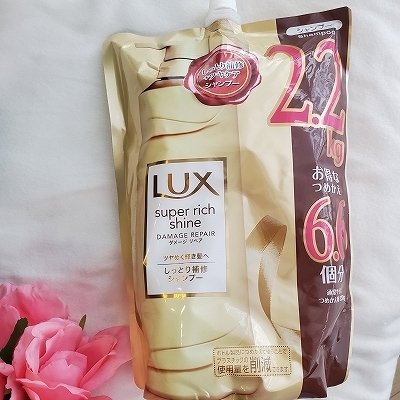 シャンプー
Shampoo
2.2
kg
お得な
つめかえ
6.6
個分
しっとり補修
シャンプー
LUX
super rich
shine
DAMAGE REPAIR
ダメージ リペア
ツヤめく輝き髪へ
しっとり補修
シャンプー
使用量を削減